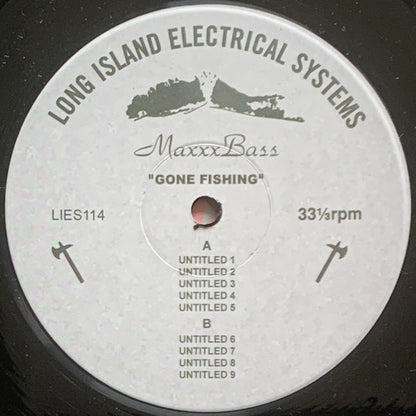 LONG ISLAND ELECTRICAL SYSTEMS
MaxxxBass
"GONE FISHING"
LIES114
33⅓rpm
A
UNTITLED 1
UNTITLED 2
UNTITLED 3
UNTITLED 4
UNTITLED 5
B
UNTITLED 6
UNTITLED 7
UNTITLED 8
UNTITLED 9